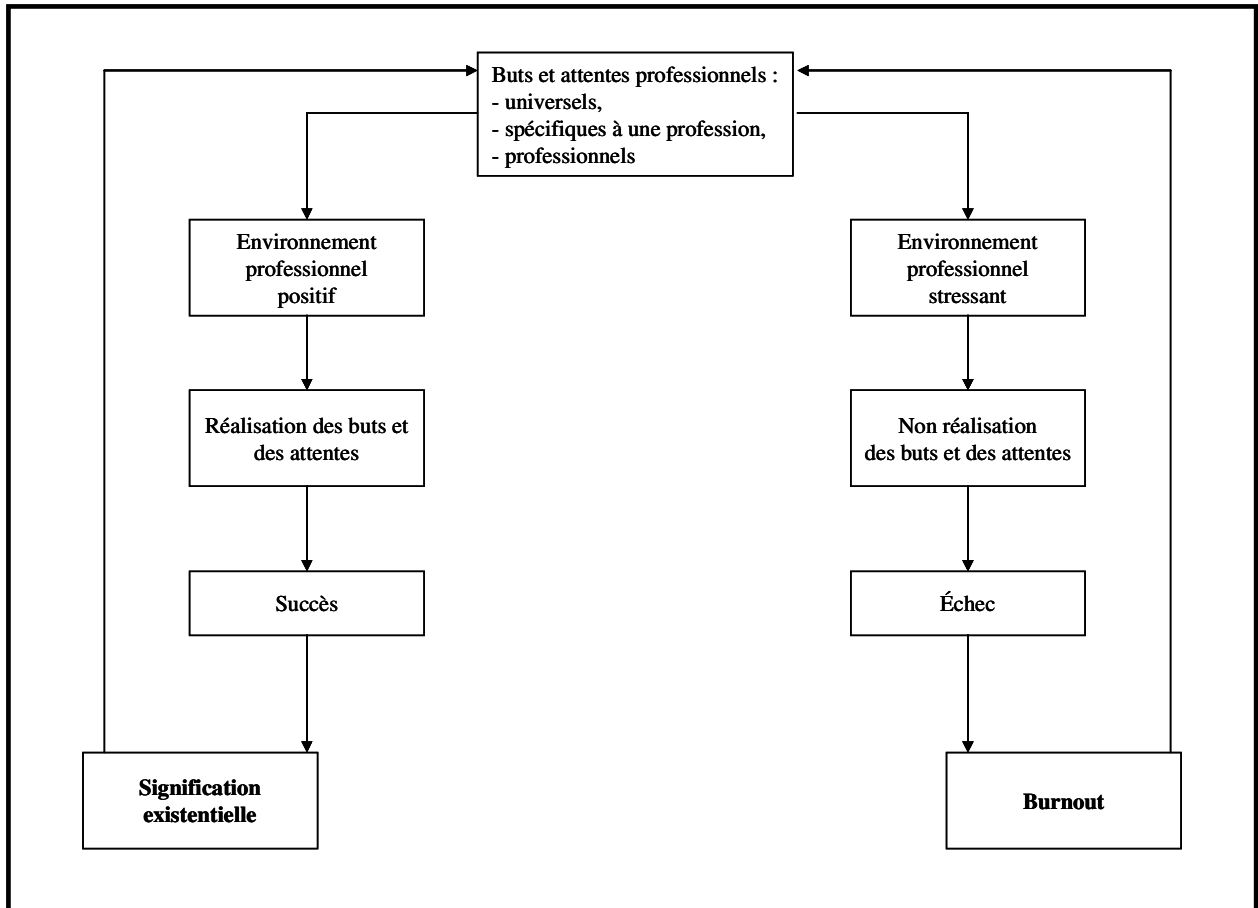 Buts et attentes professionnels :
- universels,
- spécifiques à une profession,
- professionnels
Environnement
professionnel
positif
Environnement
professionnel
stressant
Réalisation des buts et
des attentes
Non réalisation
des buts et des attentes
Succès
Échec
Signification
existentielle
Burnout